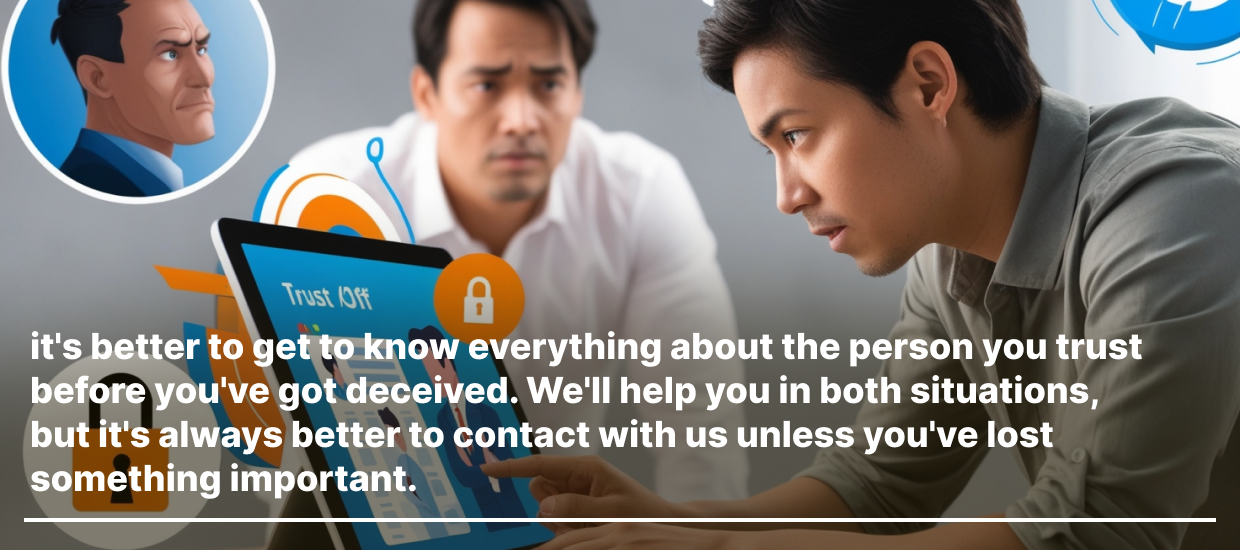 Trust /Off
it's better to get to know everything about the person you trust
before you've got deceived. We'll help you in both situations,
but it's always better to contact with us unless you've lost
something important.